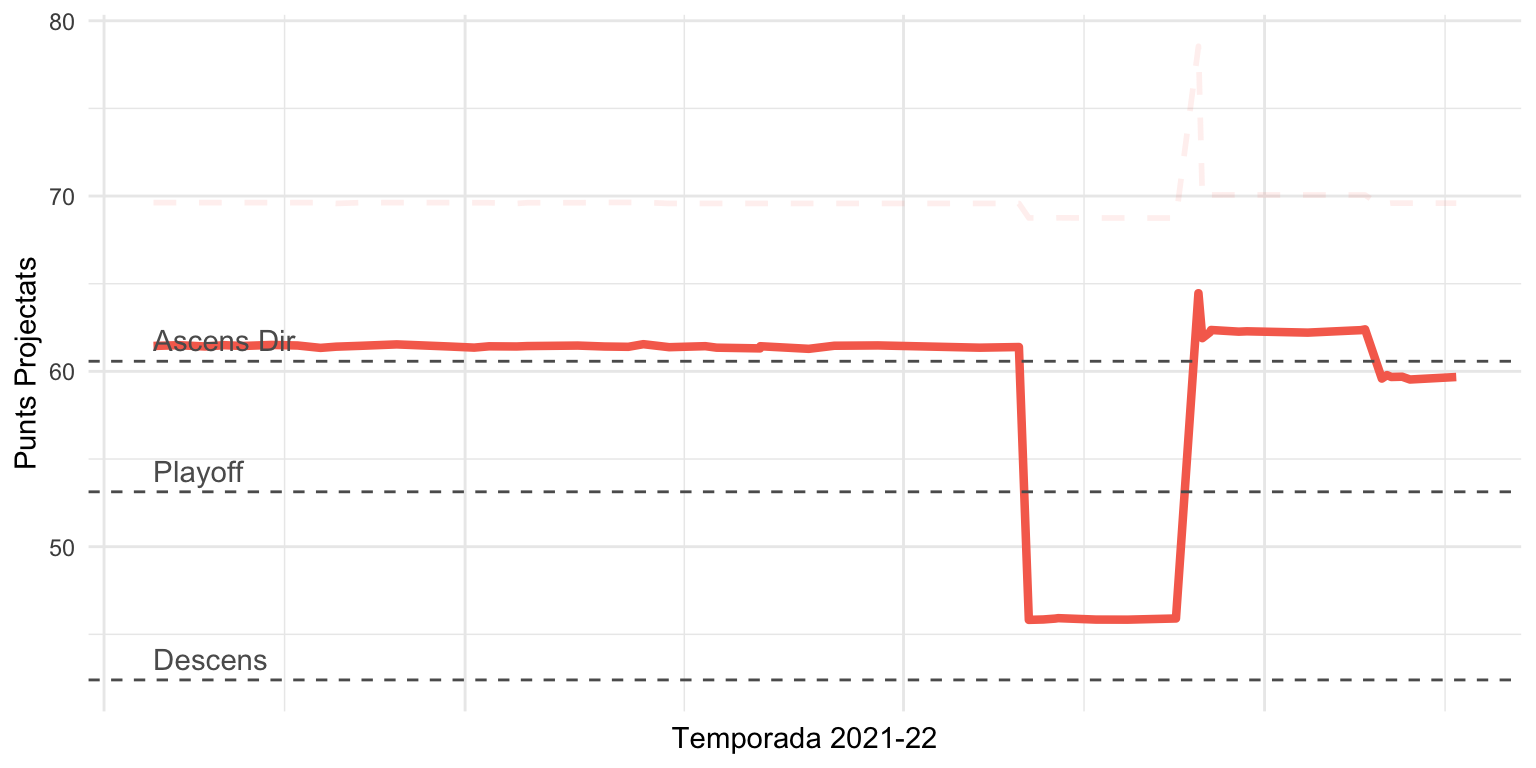 80
70
60
50
Punts Projectats
Ascens Dir
Playoff
Descens
Temporada 2021-22